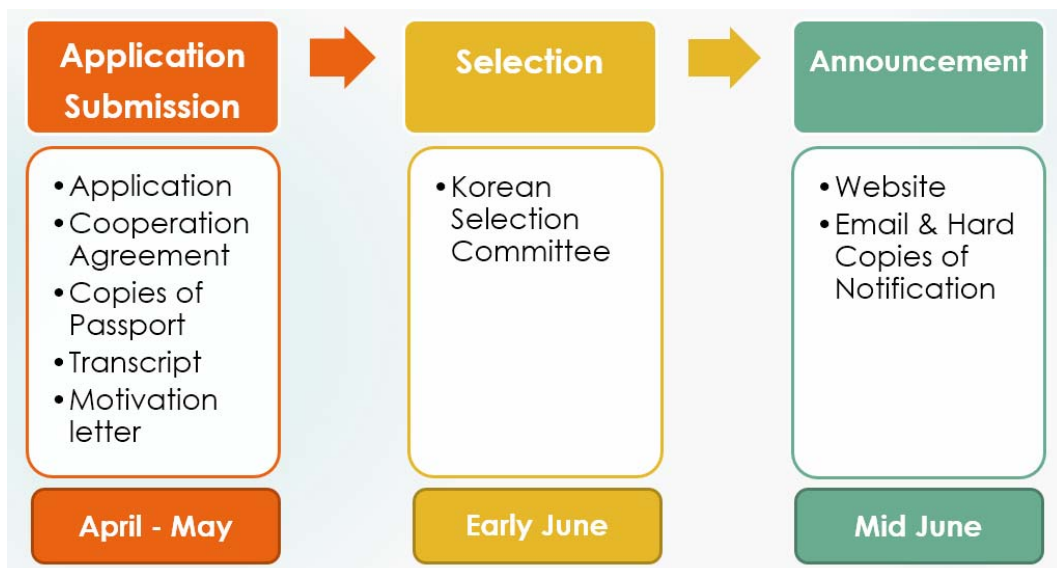 Application
Submission
• Application
• Cooperation
Agreement
• Copies of
Passport
• Transcript
• Motivation
letter
April - May
Selection
• Korean
Selection
Committee
Early June
Announcement
• Website
• Email & Hard
Copies of
Notification
Mid June